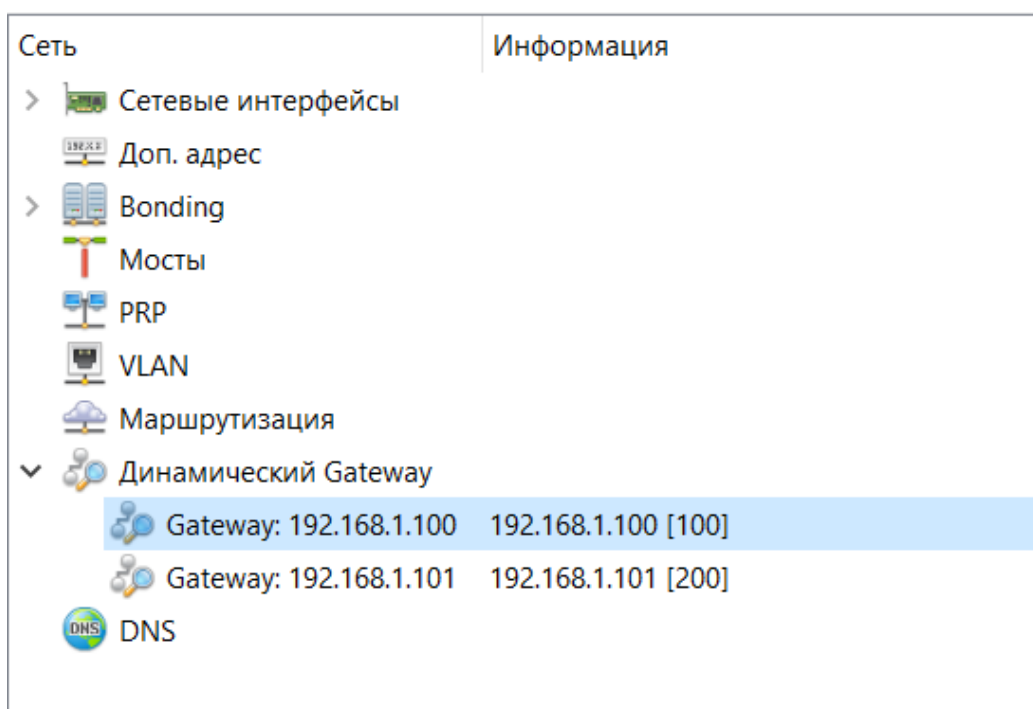 Сеть Информация
Сетевые интерфейсы
Доп. адрес
Bonding
Мосты
PRP
VLAN
Маршрутизация
Динамический Gateway
Gateway: 192.168.1.100 192.168.1.100 [100]
Gateway: 192.168.1.101 192.168.1.101 [200]
DNS DNS